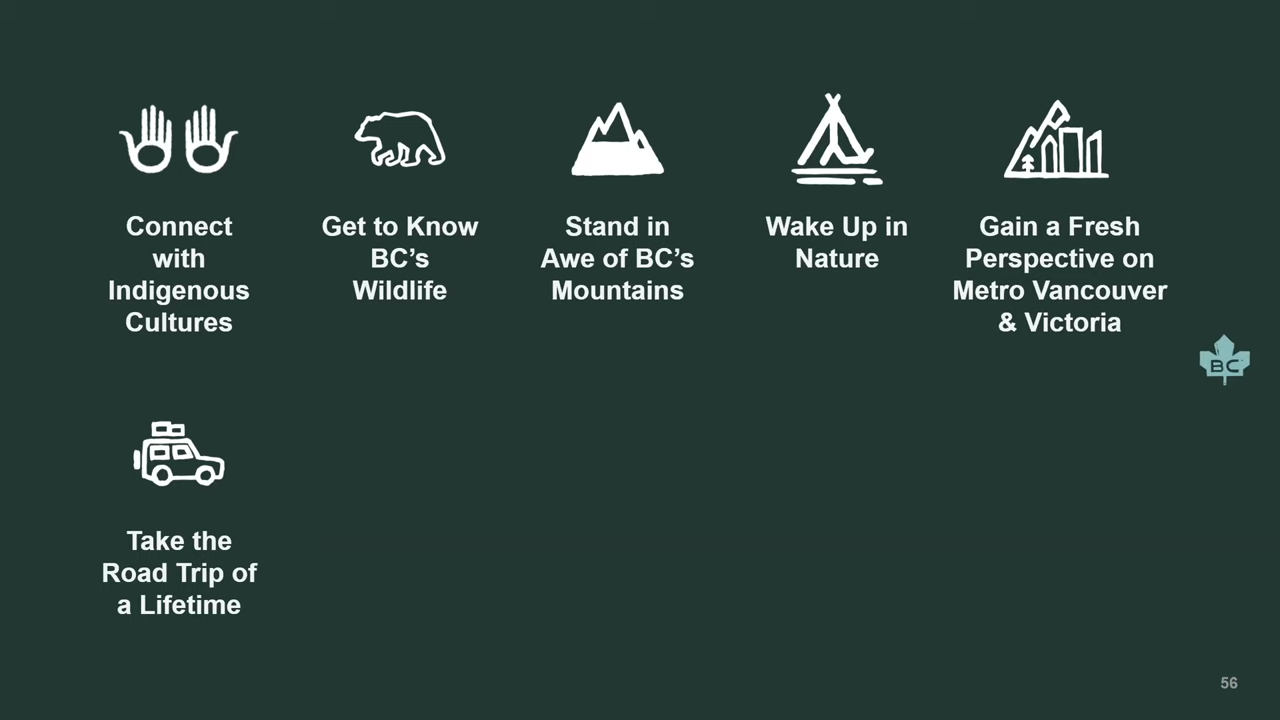 Connect
with
Indigenous
Cultures
Get to Know
BC’s
Wildlife
Stand in
Awe of BC’s
Mountains
Wake Up in
Nature
Gain a Fresh
Perspective on
Metro Vancouver
& Victoria
BC
Take the
Road Trip of
a Lifetime
56